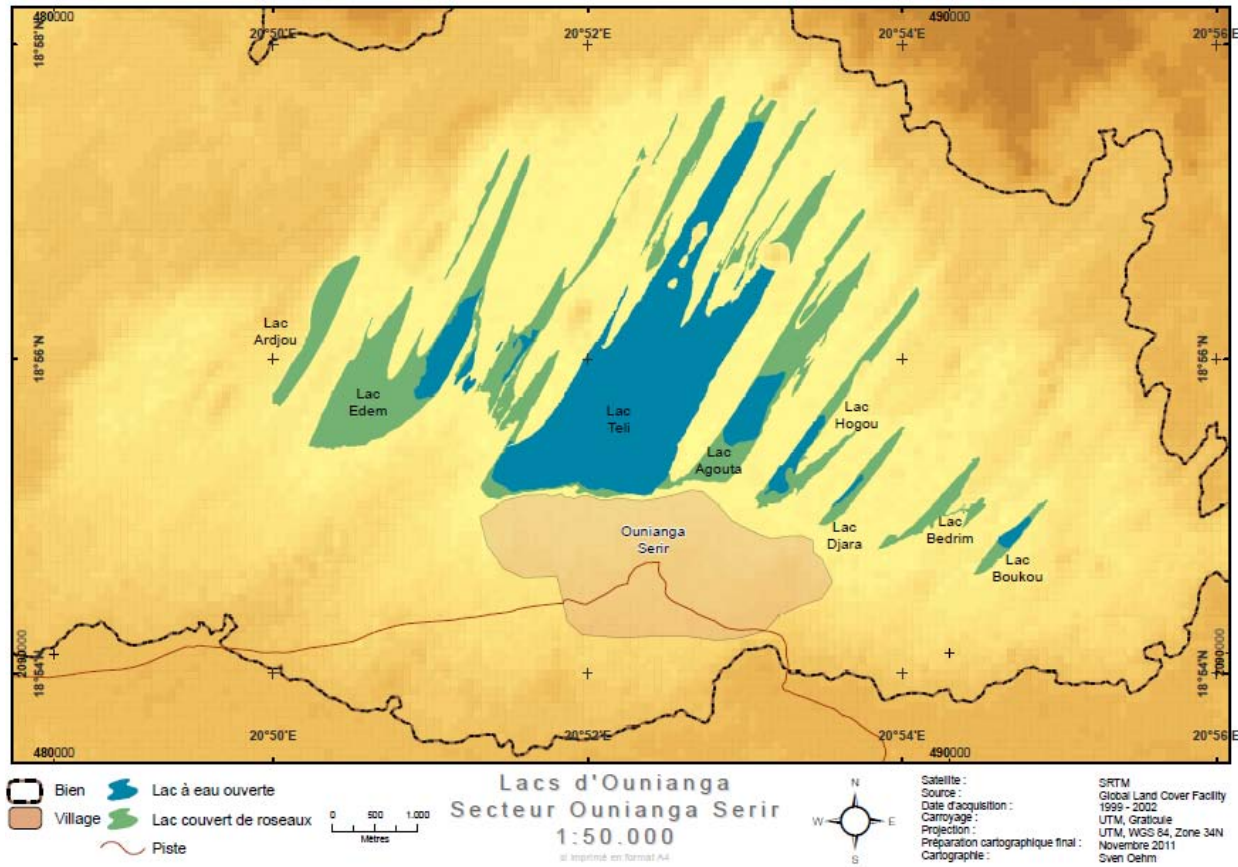 480000
490000
20°50'E
20°52'E
20°54'E
20°56'E
18°58'N
Lac
Ardjou
18°56'N
18°56'N
Lac
Edem
Lac
Teli
Lac
Hogou
Lac
Agouta
Ounianga
Serir
Lac
Djara
Lac
Bedrim
Lac
Boukou
2090000
2090000
18°54'N
18°54'N
20°50'E
20°52'E
20°54'E
20°56'E
480000
490000
Bien
Lac à eau ouverte
Village
Lac couvert de roseaux
Piste
0 500 1.000
Mètres
Lacs d'Ounianga
Secteur Ounianga Serir
1:50.000
si imprimé en format A4
N
W
E
S
Satellite : SRTM
Source : Global Land Cover Facility
Date d'acquisition : 1999 - 2002
Carroyage : UTM, Graticule
Projection : UTM, WGS 84, Zone 34N
Préparation cartographique final : Novembre 2011
Cartographie : Sven Oehm